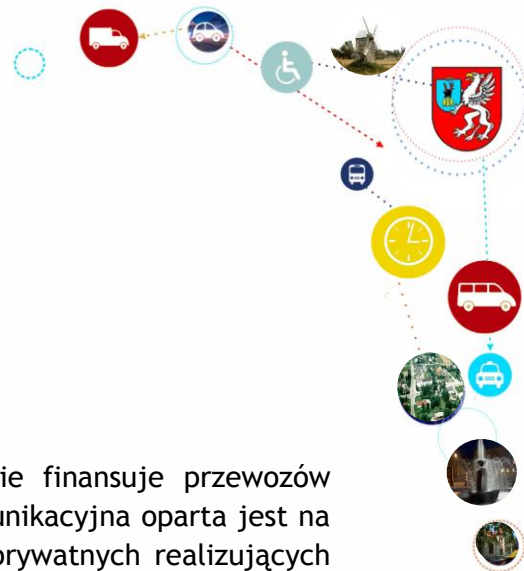 ie finansuje przewozów
unikacyjna oparta jest na
prywatnych realizujących